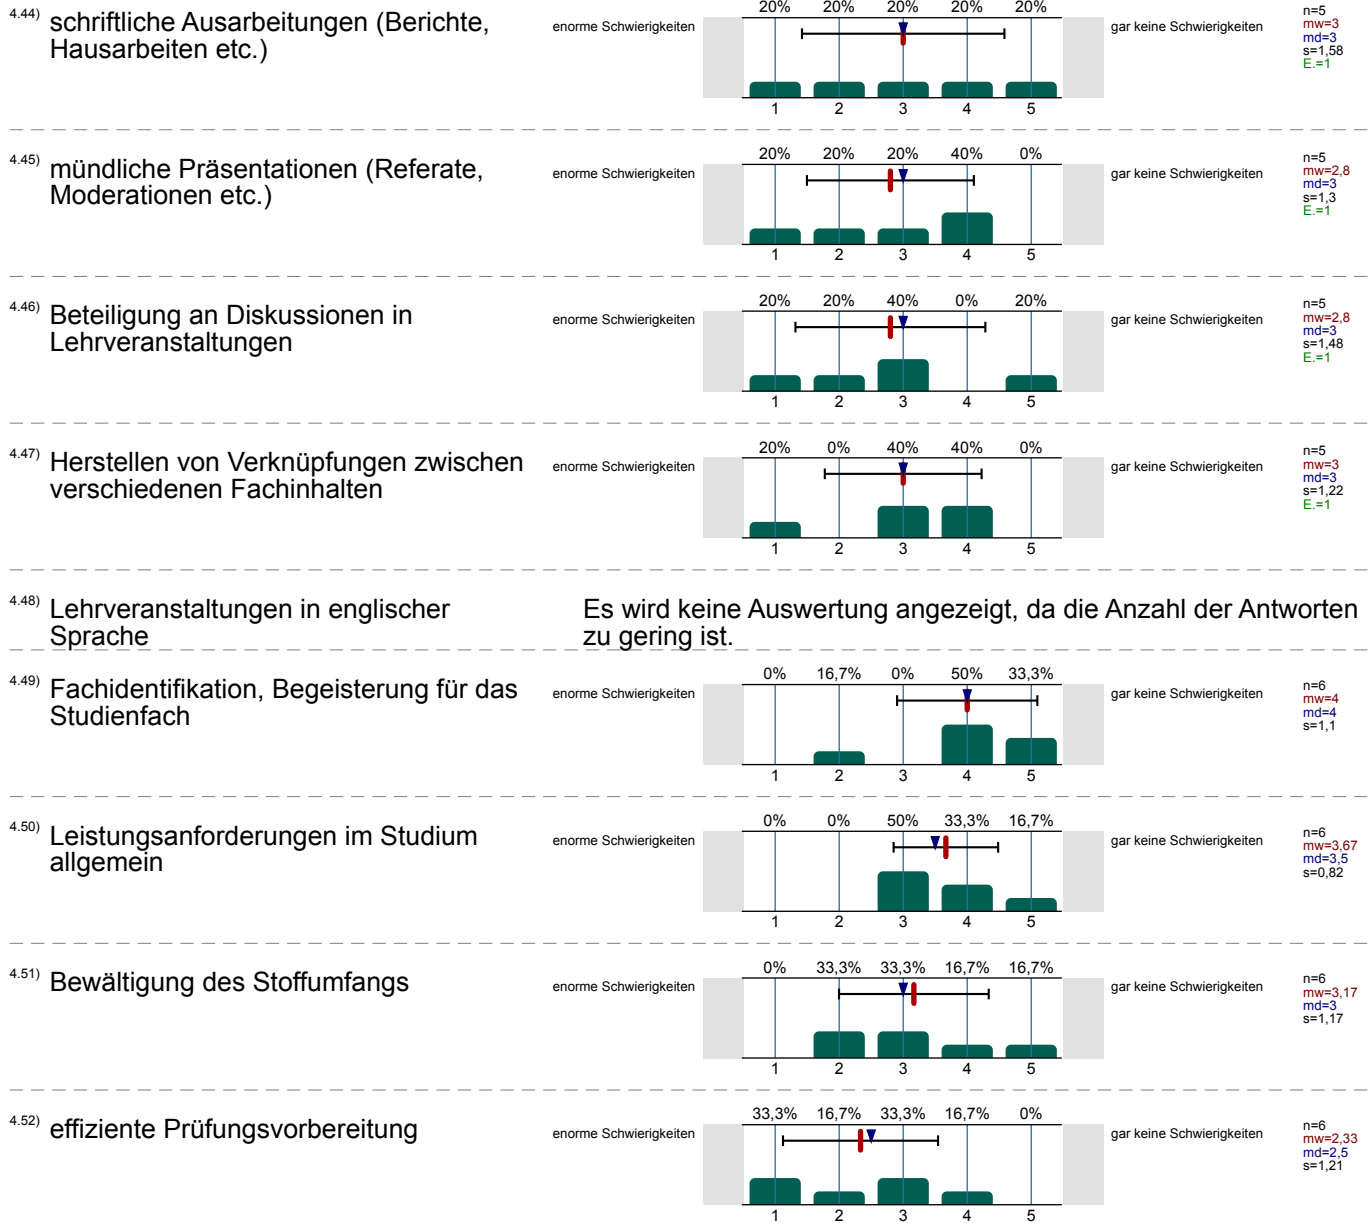 4.44) schriftliche Ausarbeitungen (Berichte,
Hausarbeiten etc.)
enorme Schwierigkeiten
20% 20% 20% 20% 20%
1 2 3 4 5
gar keine Schwierigkeiten
n=5
mw=3
md=3
s=1,58
E.=1
4.45) mündliche Präsentationen (Referate,
Moderationen etc.)
enorme Schwierigkeiten
20% 20% 20% 40% 0%
1 2 3 4 5
gar keine Schwierigkeiten
n=5
mw=2,8
md=3
s=1,3
E.=1
4.46) Beteiligung an Diskussionen in
Lehrveranstaltungen
enorme Schwierigkeiten
20% 20% 40% 0% 20%
1 2 3 4 5
gar keine Schwierigkeiten
n=5
mw=2,8
md=3
s=1,48
E.=1
4.47) Herstellen von Verknüpfungen zwischen
verschiedenen Fachinhalten
enorme Schwierigkeiten
20% 0% 40% 40% 0%
1 2 3 4 5
gar keine Schwierigkeiten
n=5
mw=3
md=3
s=1,22
E.=1
4.48) Lehrveranstaltungen in englischer
Sprache
Es wird keine Auswertung angezeigt, da die Anzahl der Antworten
zu gering ist.
4.49) Fachidentifikation, Begeisterung für das
Studienfach
enorme Schwierigkeiten
0% 16,7% 0% 50% 33,3%
1 2 3 4 5
gar keine Schwierigkeiten
n=6
mw=4
md=4
s=1,1
4.50) Leistungsanforderungen im Studium
allgemein
enorme Schwierigkeiten
0% 0% 50% 33,3% 16,7%
1 2 3 4 5
gar keine Schwierigkeiten
n=6
mw=3,67
md=3,5
s=0,82
4.51) Bewältigung des Stoffumfangs
enorme Schwierigkeiten
0% 33,3% 33,3% 16,7% 16,7%
1 2 3 4 5
gar keine Schwierigkeiten
n=6
mw=3,17
md=3
s=1,17
4.52) effiziente Prüfungsvorbereitung
enorme Schwierigkeiten
33,3% 16,7% 33,3% 16,7% 0%
1 2 3 4 5
gar keine Schwierigkeiten
n=6
mw=2,33
md=2,5
s=1,21